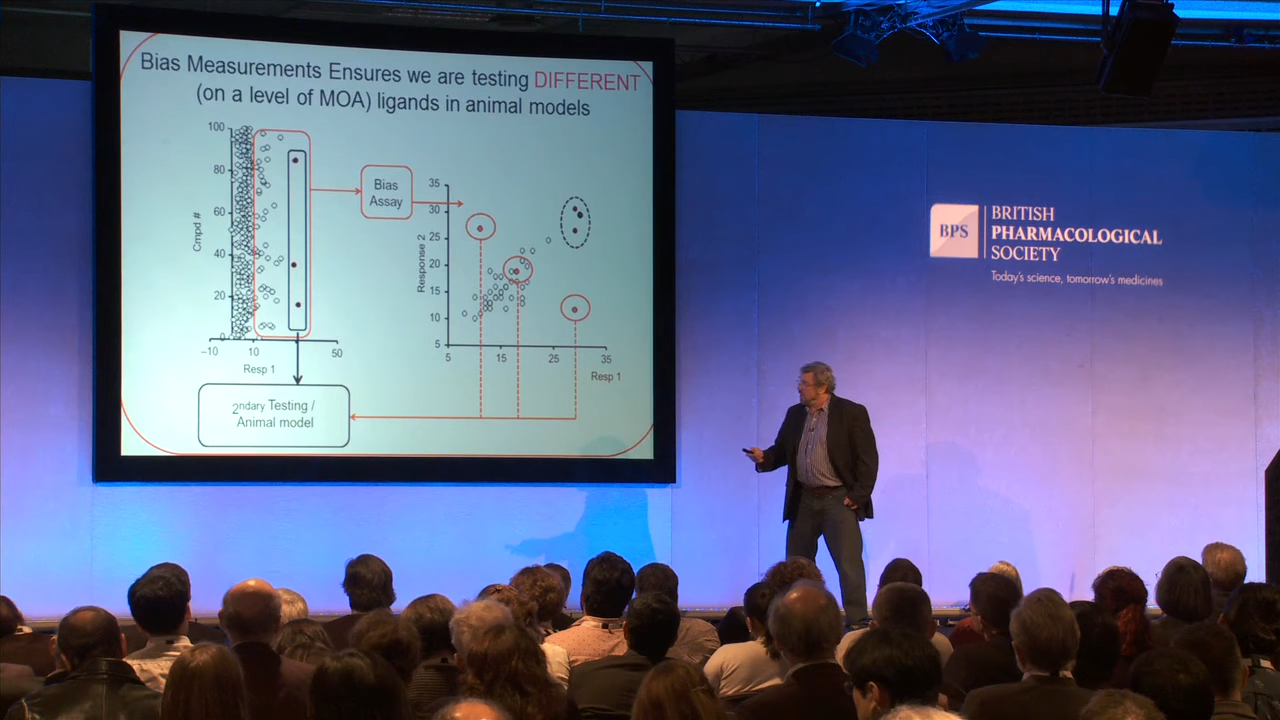 Bias Measurements Ensures we are testing DIFFERENT
(on a level of MOA) ligands in animal models
100
80
60
40
20
0
Cmpd #
-10
10
50
Resp 1
Bias
Assay
35
30
25
20
15
10
5
Response 2
5
15
25
35
Resp 1
2ndary Testing /
Animal model
BPS
BRITISH
PHARMACOLOGICAL
SOCIETY
Today's science, tomorrow's medicines